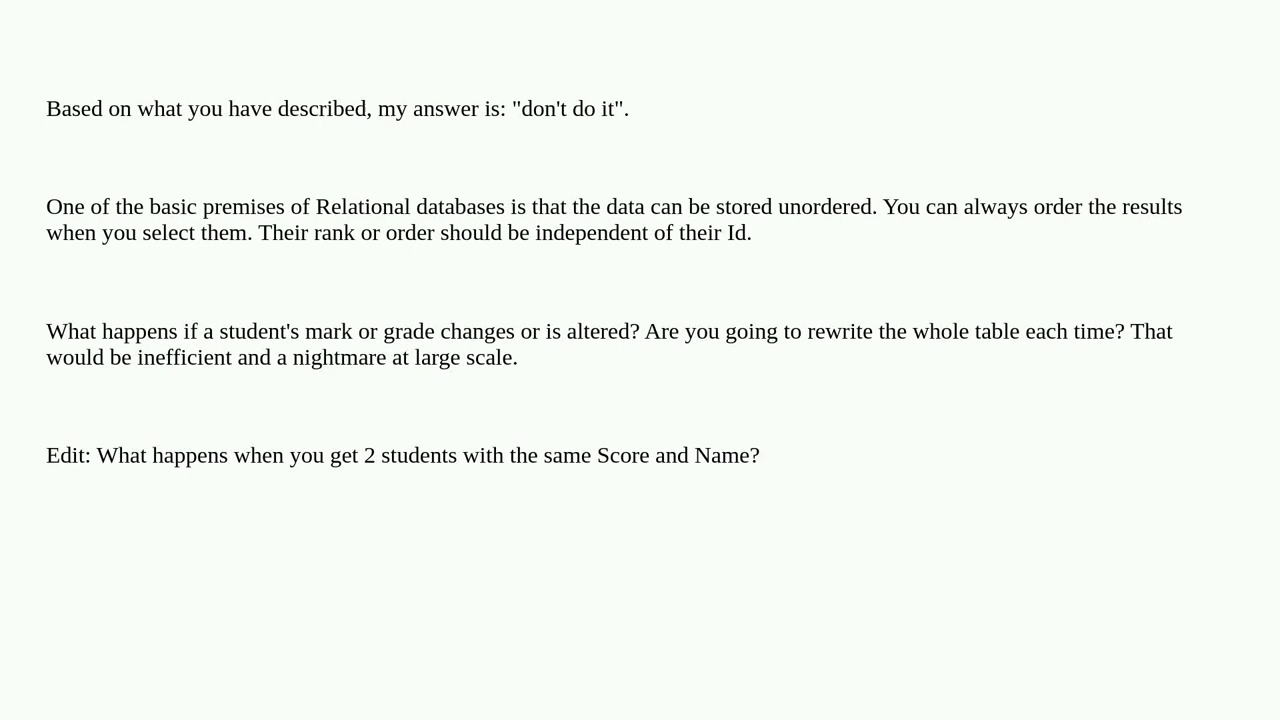 Based on what you have described, my answer is: "don't do it".
One of the basic premises of Relational databases is that the data can be stored unordered. You can always order the results
when you select them. Their rank or order should be independent of their Id.
What happens if a student's mark or grade changes or is altered? Are you going to rewrite the whole table each time? That
would be inefficient and a nightmare at large scale.
Edit: What happens when you get 2 students with the same Score and Name?